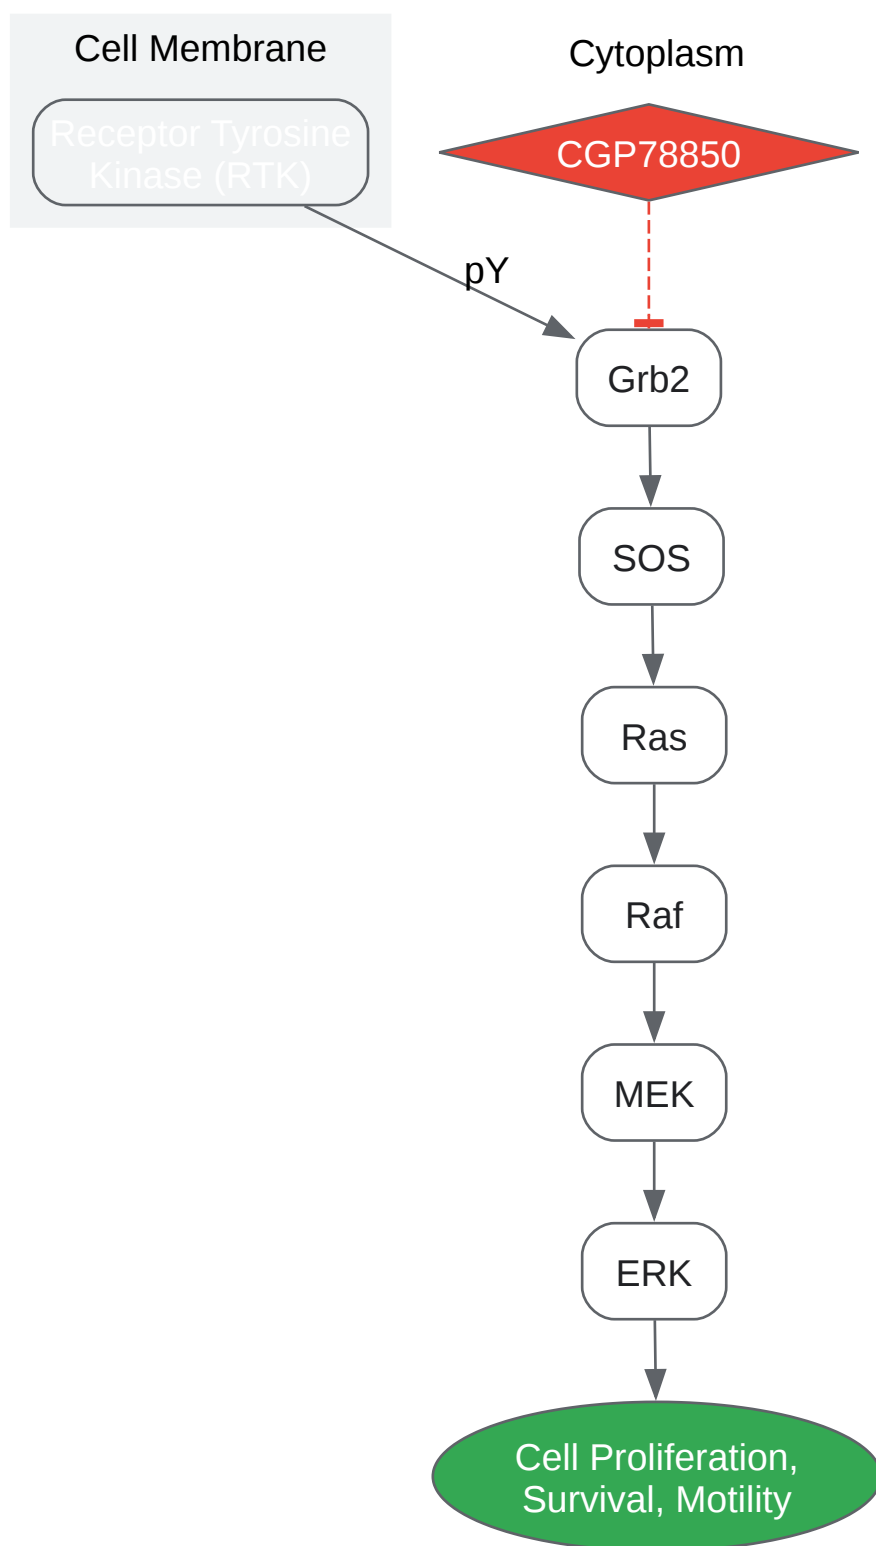 Cell Membrane
Cytoplasm
Receptor Tyrosine
Kinase (RTK)
CGP78850
pY
Grb2
SOS
Ras
Raf
MEK
ERK
Cell Proliferation,
Survival, Motility